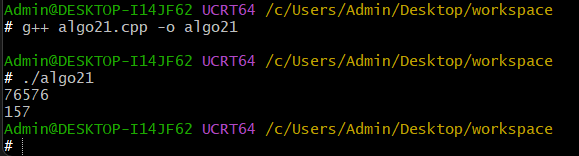 Admin@DESKTOP-I14JF62 UCRT64 /c/Users/Admin/Desktop/workspace
# g++ algo21.cpp -o algo21
Admin@DESKTOP-I14JF62 UCRT64 /c/Users/Admin/Desktop/workspace
# ./algo21
76576
157
Admin@DESKTOP-I14JF62 UCRT64 /c/Users/Admin/Desktop/workspace
#